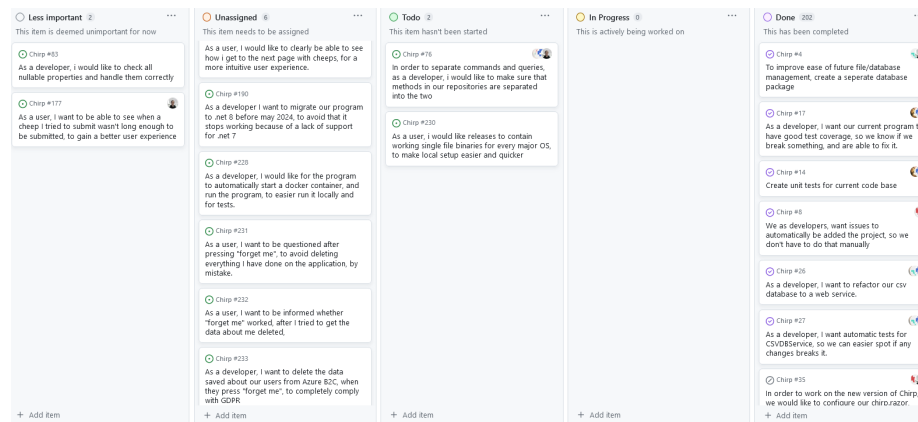 Less important 2 ...
This item is deemed unimportant for now
Chirp #83
As a developer, i would like to check all
nullable properties and handle them correctly
Chirp #177
As a user, I want to be able to see when a
cheep I tried to submit wasn't long enough to
be submitted, to gain a better user experience
+ Add item
Unassigned 6 ...
This item needs to be assigned
As a user, I would like to clearly be able to see
how i get to the next page with cheeps, for a
more intuitive user experience.
Chirp #190
As a developer I want to migrate our program
to .net 8 before may 2024, to avoid that it
stops working because of a lack of support
for .net 7
Chirp #228
As a developer, I would like for the program
to automatically start a docker container, and
run the program, to easier run it locally and
for tests.
Chirp #231
As a user, I want to be questioned after
pressing "forget me", to avoid deleting
everything I have done on the application, by
mistake.
Chirp #232
As a user, I want to be informed whether
"forget me" worked, after I tried to get the
data about me deleted,
Chirp #233
As a developer, I want to delete the data
saved about our users from Azure B2C, when
they press "forget me", to completely comply
with GDPR
+ Add item
Todo 2 ...
This item hasn't been started
Chirp #76
In order to separate commands and queries,
as a developer, i would like to make sure that
methods in our repositories are separated
into the two
Chirp #230
As a user, i would like releases to contain
working single file binaries for every major OS,
to make local setup easier and quicker
+ Add item
In Progress 0 ...
This is actively being worked on
+ Add item
Done 202
This has been completed
Chirp #4
To improve ease of future file/database
management, create a seperate database
package
Chirp #17
As a developer, I want our current program t
have good test coverage, so we know if we
break something, and are able to fix it.
Chirp #14
Create unit tests for current code base
Chirp #8
We as developers, want issues to
automatically be added the project, so we
don't have to do that manually
Chirp #26
As a developer, I want to refactor our csv
database to a web service.
Chirp #27
As a developer, I want automatic tests for
CSVDBService, so we can easier spot if any
changes breaks it.
Chirp #35
In order to work on the new version of Chirp,
we would like to configure our chirp.razor.
+ Add item